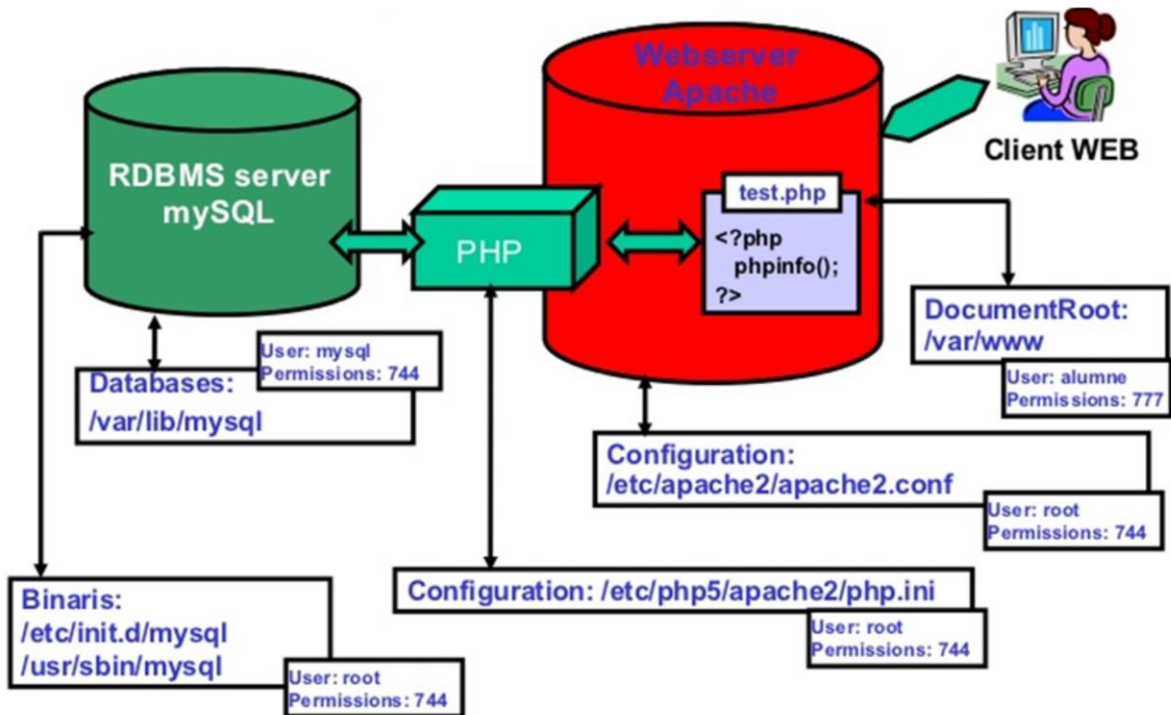 Webserver
Apache
Client WEB
RDBMS server
mySQL
PHP
test.php
<?php
phpinfo();
?>
DocumentRoot:
/var/www
User: alumne
Permissions: 777
User: mysql
Permissions: 744
Databases:
/var/lib/mysql
Configuration:
/etc/apache2/apache2.conf
User: root
Permissions: 744
Configuration: /etc/php5/apache2/php.ini
User: root
Permissions: 744
Binaris:
/etc/init.d/mysql
/usr/sbin/mysql
User: root
Permissions: 744